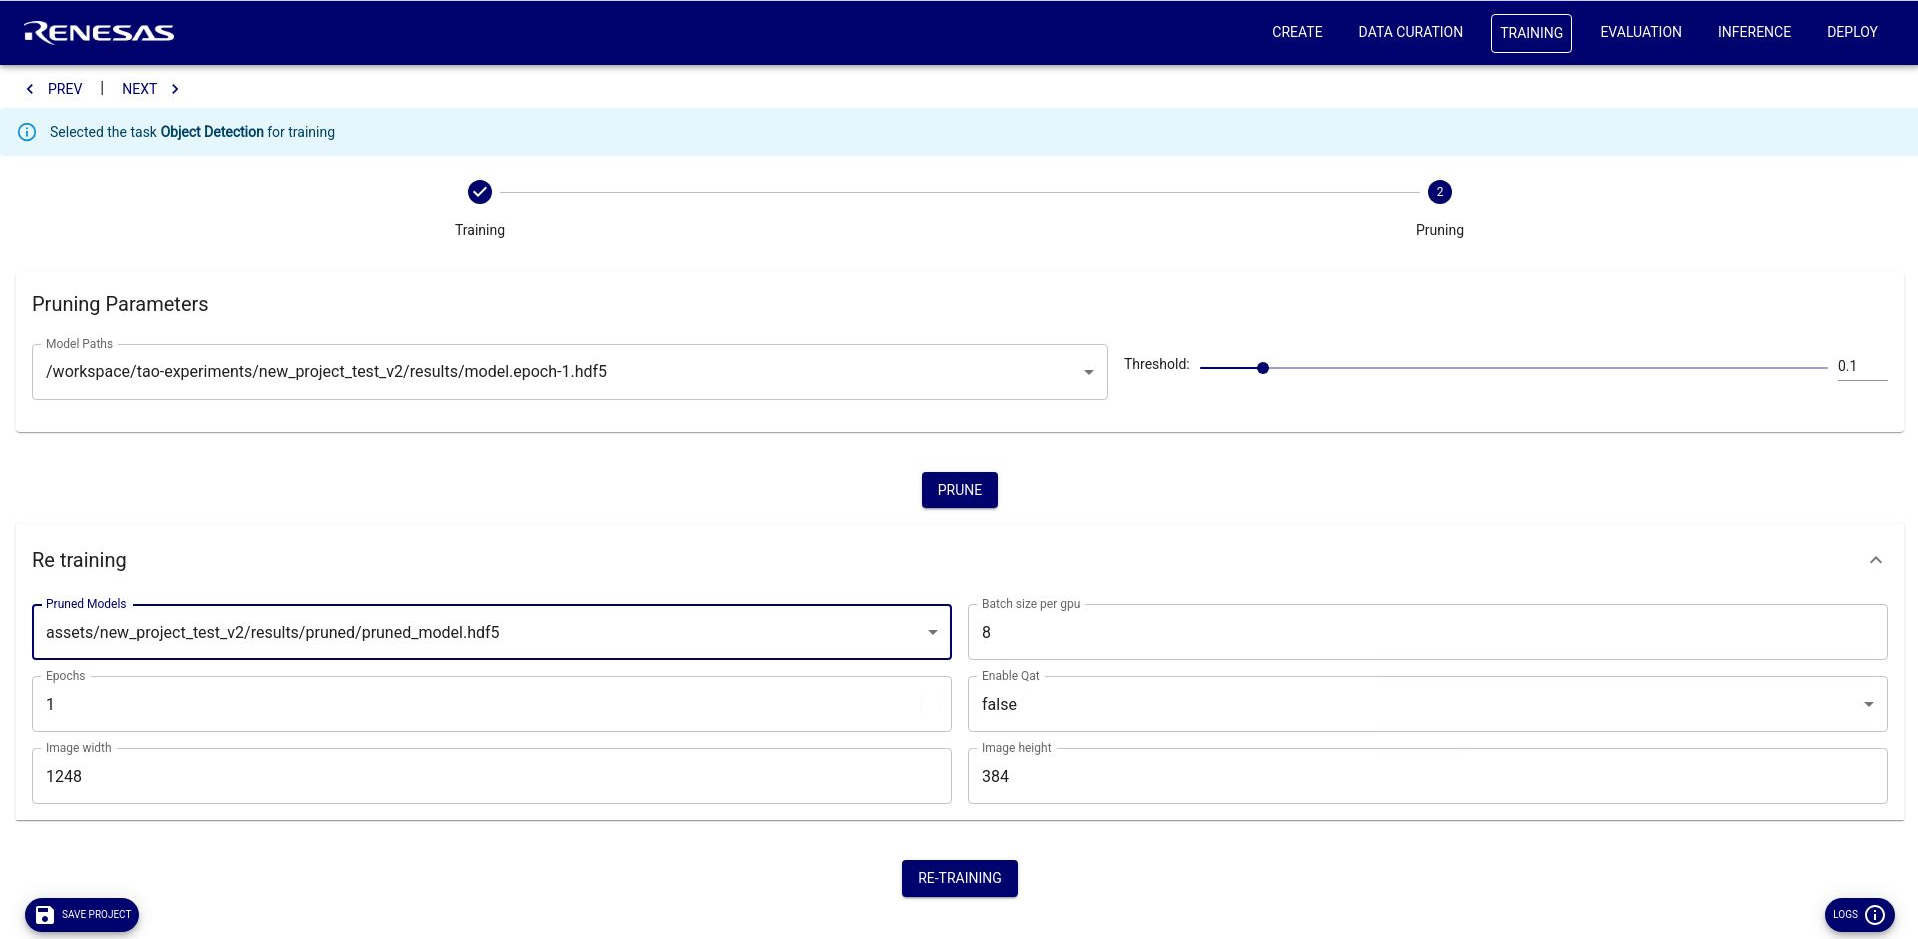 RENESAS CREATE DATA CURATION TRAINING EVALUATION INFERENCE DEPLOY
PREV | NEXT
Selected the task Object Detection for training
2
Training Pruning
Pruning Parameters
Model Paths
/workspace/tao-experiments/new_project_test_v2/results/model.epoch-1.hdf5
Threshold: 0.1
PRUNE
Re training
Pruned Models
assets/new_project_test_v2/results/pruned/pruned_model.hdf5
Batch size per gpu
8
Epochs
1
Enable Qat
false
Image width
1248
Image height
384
RE-TRAINING
SAVE PROJECT
LOGS